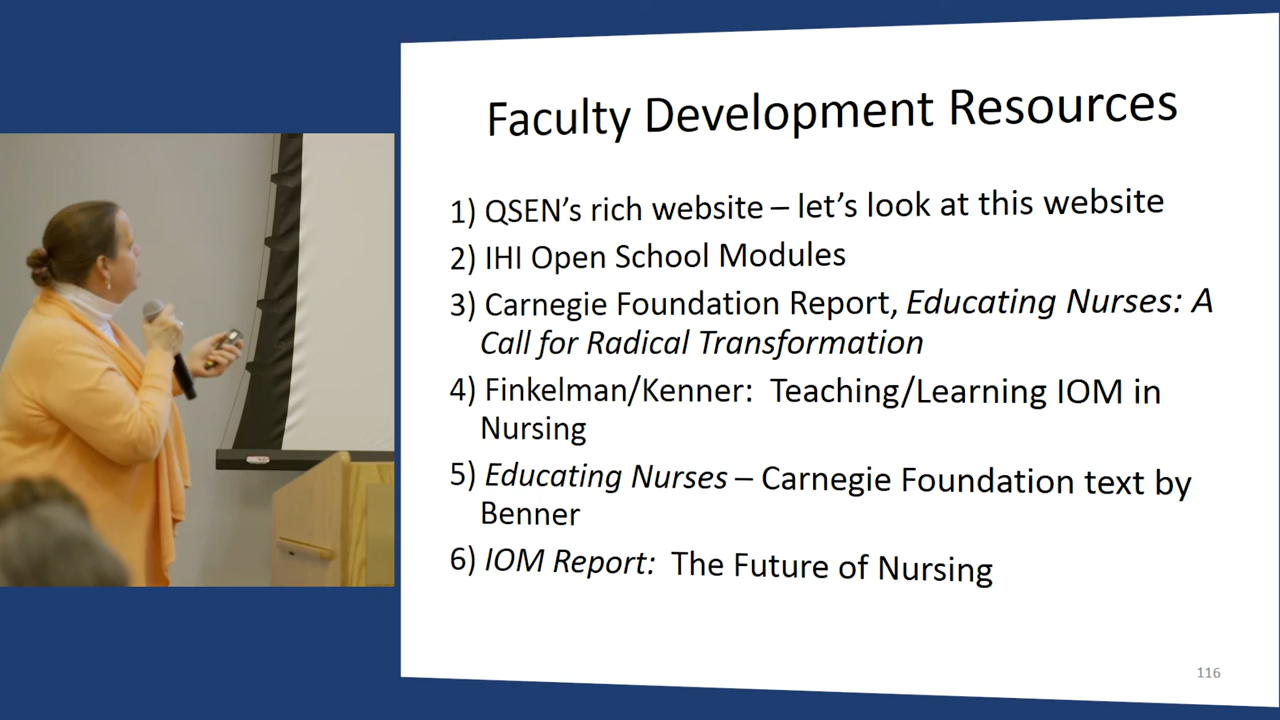 Faculty Development Resources
1) QSEN’s rich website – let’s look at this website
2) IHI Open School Modules
3) Carnegie Foundation Report, Educating Nurses: A
Call for Radical Transformation
4) Finkelman/Kenner:  Teaching/Learning IOM in
Nursing
5) Educating Nurses – Carnegie Foundation text by
Benner
6) IOM Report:  The Future of Nursing
116